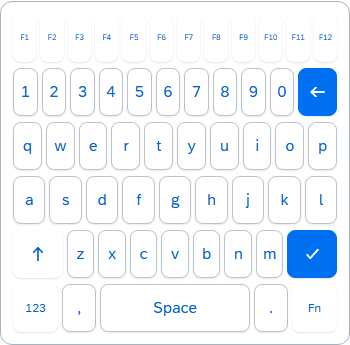 F1 F2 F3 F4 F5 F6 F7 F8 F9 F10 F11 F12
1 2 3 4 5 6 7 8 9 0 ←
q w e r t y u i o p
a s d f g h j k l
↑ z x c v b n m ✓
123 , Space . Fn